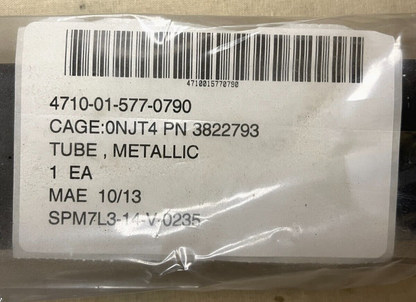 4710015770790
4710-01-577-0790
CAGE:0NJT4 PN 3822793
TUBE , METALLIC
1 EA
MAE 10/13
SPM7L3-14-V-0235